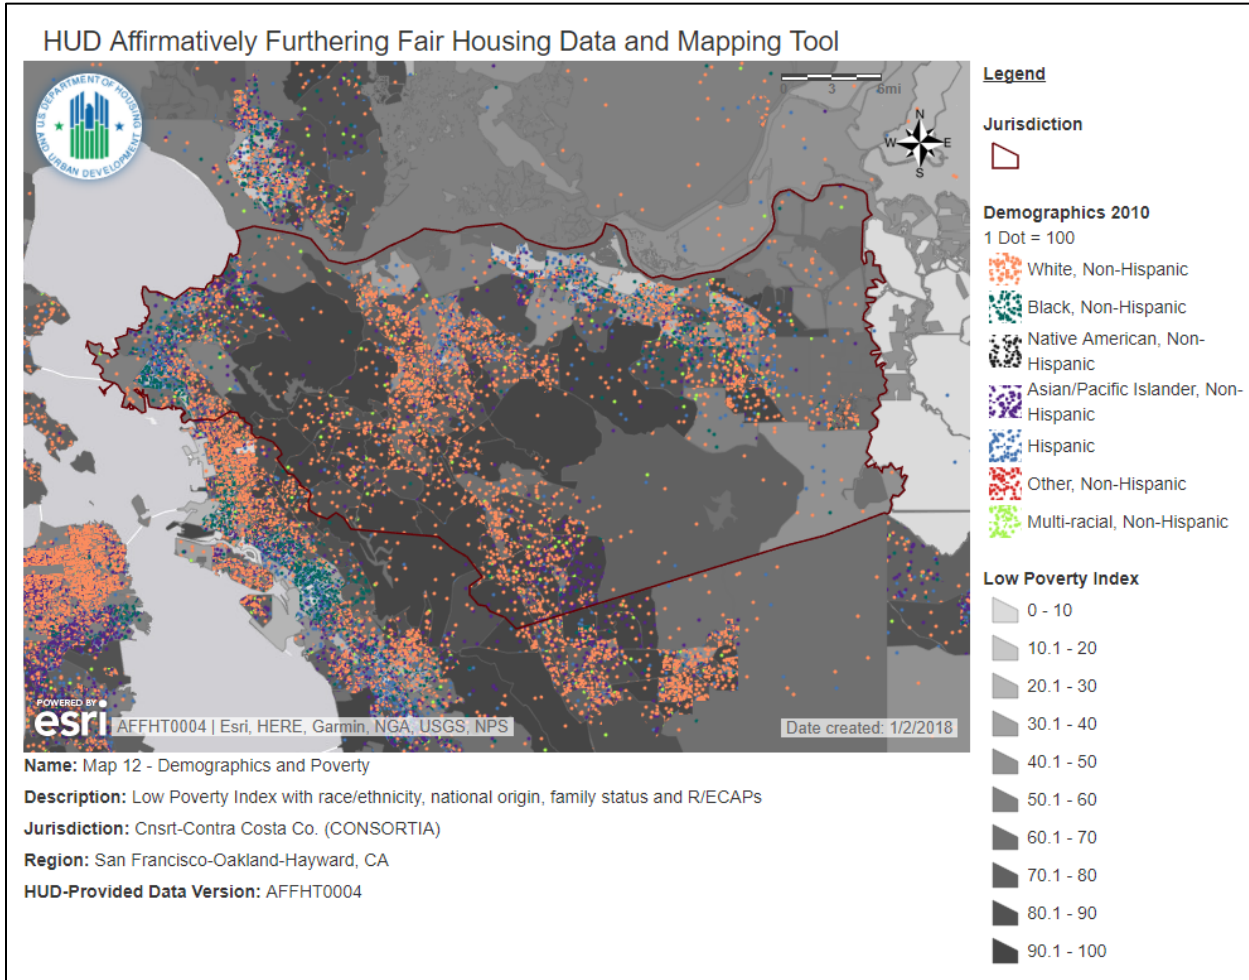 HUD Affirmatively Furthering Fair Housing Data and Mapping Tool
U.S. DEPARTMENT OF HOUSING AND URBAN DEVELOPMENT
0 3 6mi
N
W E
S
POWERED BY
esri
AFFHT0004 | Esri, HERE, Garmin, NGA, USGS, NPS
Date created: 1/2/2018
Legend
Jurisdiction
Demographics 2010
1 Dot = 100
White, Non-Hispanic
Black, Non-Hispanic
Native American, Non-
Hispanic
Asian/Pacific Islander, Non-
Hispanic
Hispanic
Other, Non-Hispanic
Multi-racial, Non-Hispanic
Low Poverty Index
0 - 10
10.1 - 20
20.1 - 30
30.1 - 40
40.1 - 50
50.1 - 60
60.1 - 70
70.1 - 80
80.1 - 90
90.1 - 100
Name: Map 12 - Demographics and Poverty
Description: Low Poverty Index with race/ethnicity, national origin, family status and R/ECAPs
Jurisdiction: Cnsrt-Contra Costa Co. (CONSORTIA)
Region: San Francisco-Oakland-Hayward, CA
HUD-Provided Data Version: AFFHT0004